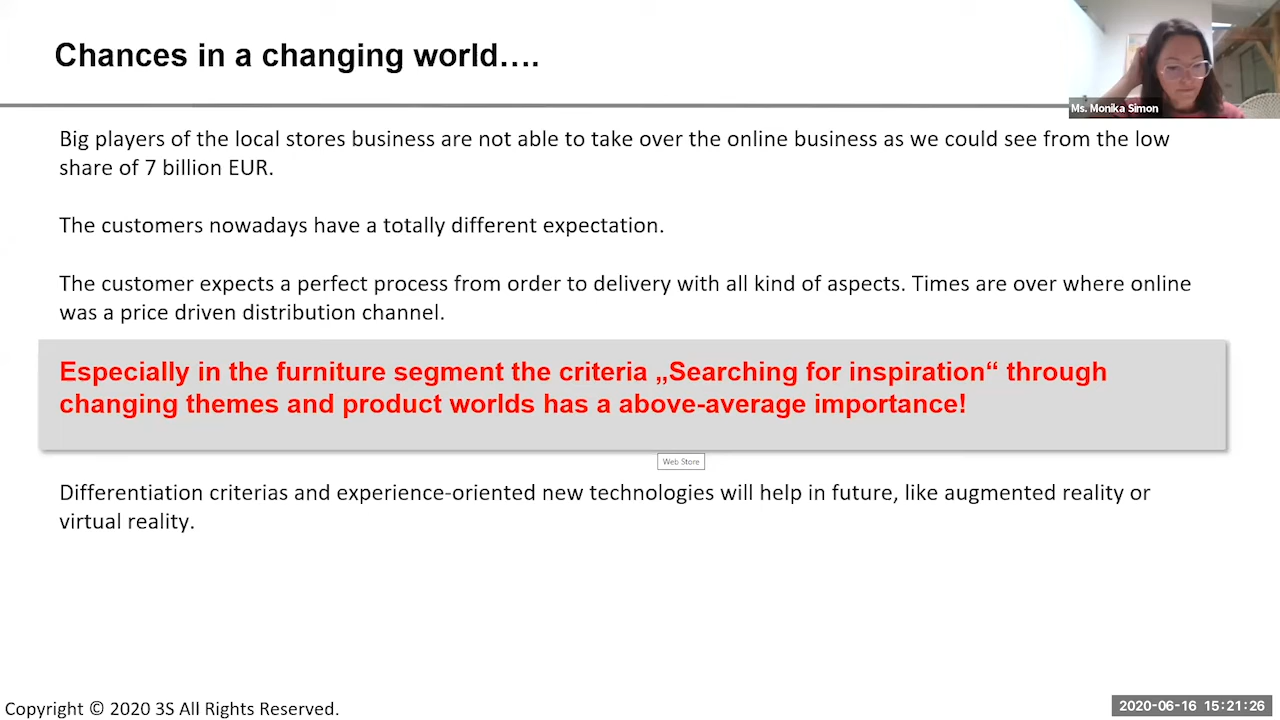 Chances in a changing world….
Ms. Monika Simon
Big players of the local stores business are not able to take over the online business as we could see from the low
share of 7 billion EUR.
The customers nowadays have a totally different expectation.
The customer expects a perfect process from order to delivery with all kind of aspects. Times are over where online
was a price driven distribution channel.
Especially in the furniture segment the criteria „Searching for inspiration“ through
changing themes and product worlds has a above-average importance!
Web Store
Differentiation criterias and experience-oriented new technologies will help in future, like augmented reality or
virtual reality.
Copyright © 2020 3S All Rights Reserved.
2020-06-16 15:21:26